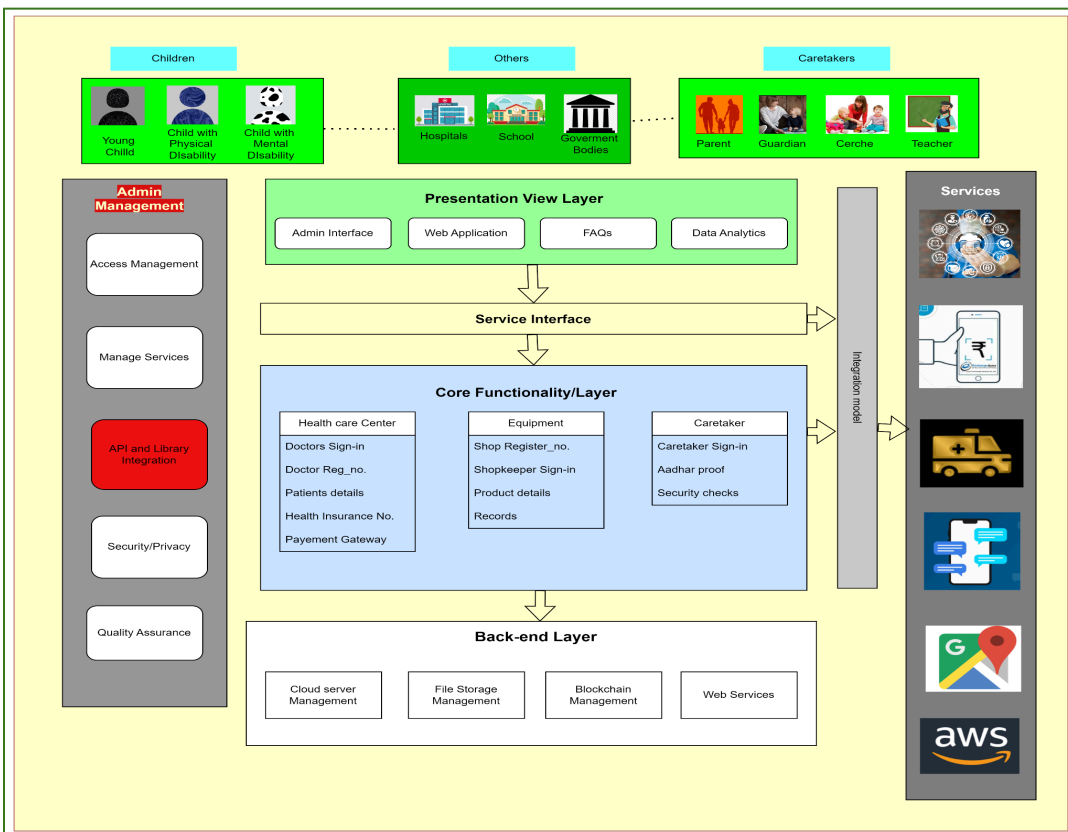 Children
Others
Caretakers
Young
Chilld
Child with
Physical
DIsability
Child with
Mental
DIsability
Hospitals
School
Goverment
Bodies
Parent
Guardian
Cerche
Teacher
Admin
Management
Access Management
Manage Services
API and Library
Integration
Security/Privacy
Quality Assurance
Presentation View Layer
Admin Interface
Web Application
FAQs
Data Analytics
Service Interface
Core Functionality/Layer
Health care Center
Doctors Sign-in
Doctor Reg_no.
Patients details
Health Insurance No.
Payement Gateway
Equipment
Shop Register_no.
Shopkeeper Sign-in
Product details
Records
Caretaker
Caretaker Sign-in
Aadhar proof
Security checks
Back-end Layer
Cloud server
Management
File Storage
Management
Blockchain
Management
Web Services
Integration model
Services
₹
G
aws